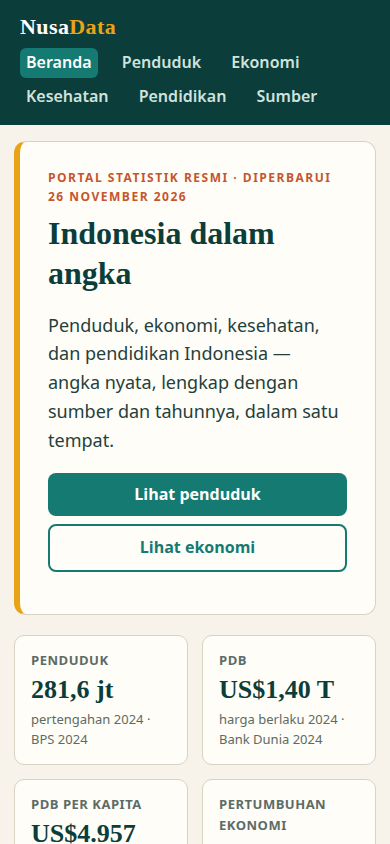 NusaData
Beranda Penduduk Ekonomi
Kesehatan Pendidikan Sumber
PORTAL STATISTIK RESMI · DIPERBARUI
26 NOVEMBER 2026
Indonesia dalam
angka
Penduduk, ekonomi, kesehatan,
dan pendidikan Indonesia —
angka nyata, lengkap dengan
sumber dan tahunnya, dalam satu
tempat.
Lihat penduduk
Lihat ekonomi
PENDUDUK
281,6 jt
pertengahan 2024 ·
BPS 2024
PDB
US$1,40 T
harga berlaku 2024 ·
Bank Dunia 2024
PDB PER KAPITA
US$4.957
PERTUMBUHAN
EKONOMI